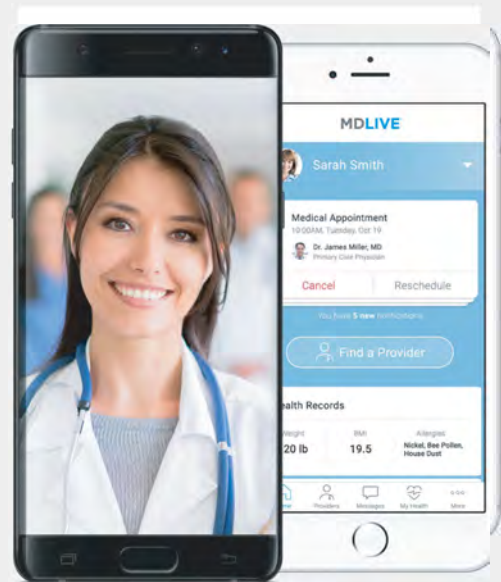 MDLIVE
Sarah Smith
Medical Appointment
10:00AM, Tuesday, Oct 19
Dr. James Miller, MD
Primary Care Physician
Cancel
Reschedule
You have 5 new notifications
Find a Provider
ealth Records
Weight
BMI
Allergies
20 lb
19.5
Nickel, Bee Pollen,
House Dust
Providers
Messages
My Health
More